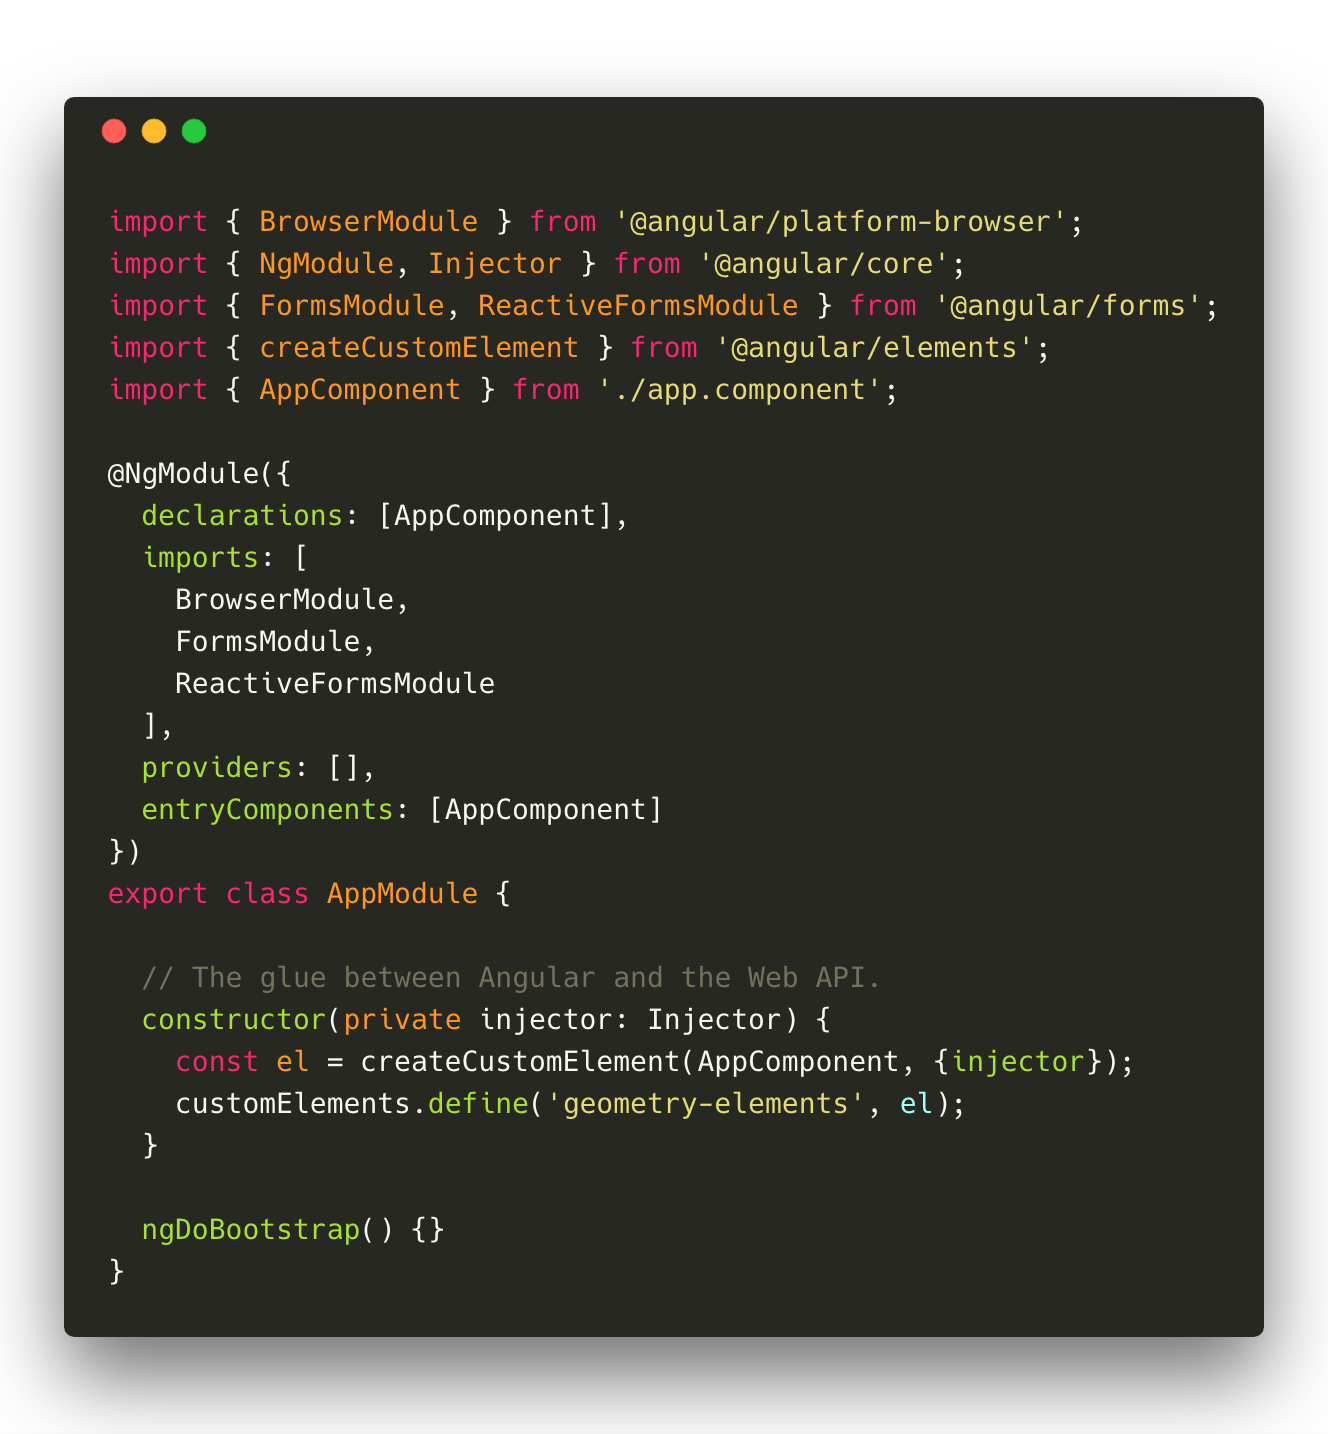 import { BrowserModule } from '@angular/platform-browser';
import { NgModule, Injector } from '@angular/core';
import { FormsModule, ReactiveFormsModule } from '@angular/forms';
import { createCustomElement } from '@angular/elements';
import { AppComponent } from './app.component';

@NgModule({
  declarations: [AppComponent],
  imports: [
    BrowserModule,
    FormsModule,
    ReactiveFormsModule
  ],
  providers: [],
  entryComponents: [AppComponent]
})
export class AppModule {

  // The glue between Angular and the Web API.
  constructor(private injector: Injector) {
    const el = createCustomElement(AppComponent, {injector});
    customElements.define('geometry-elements', el);
  }

  ngDoBootstrap() {}
}